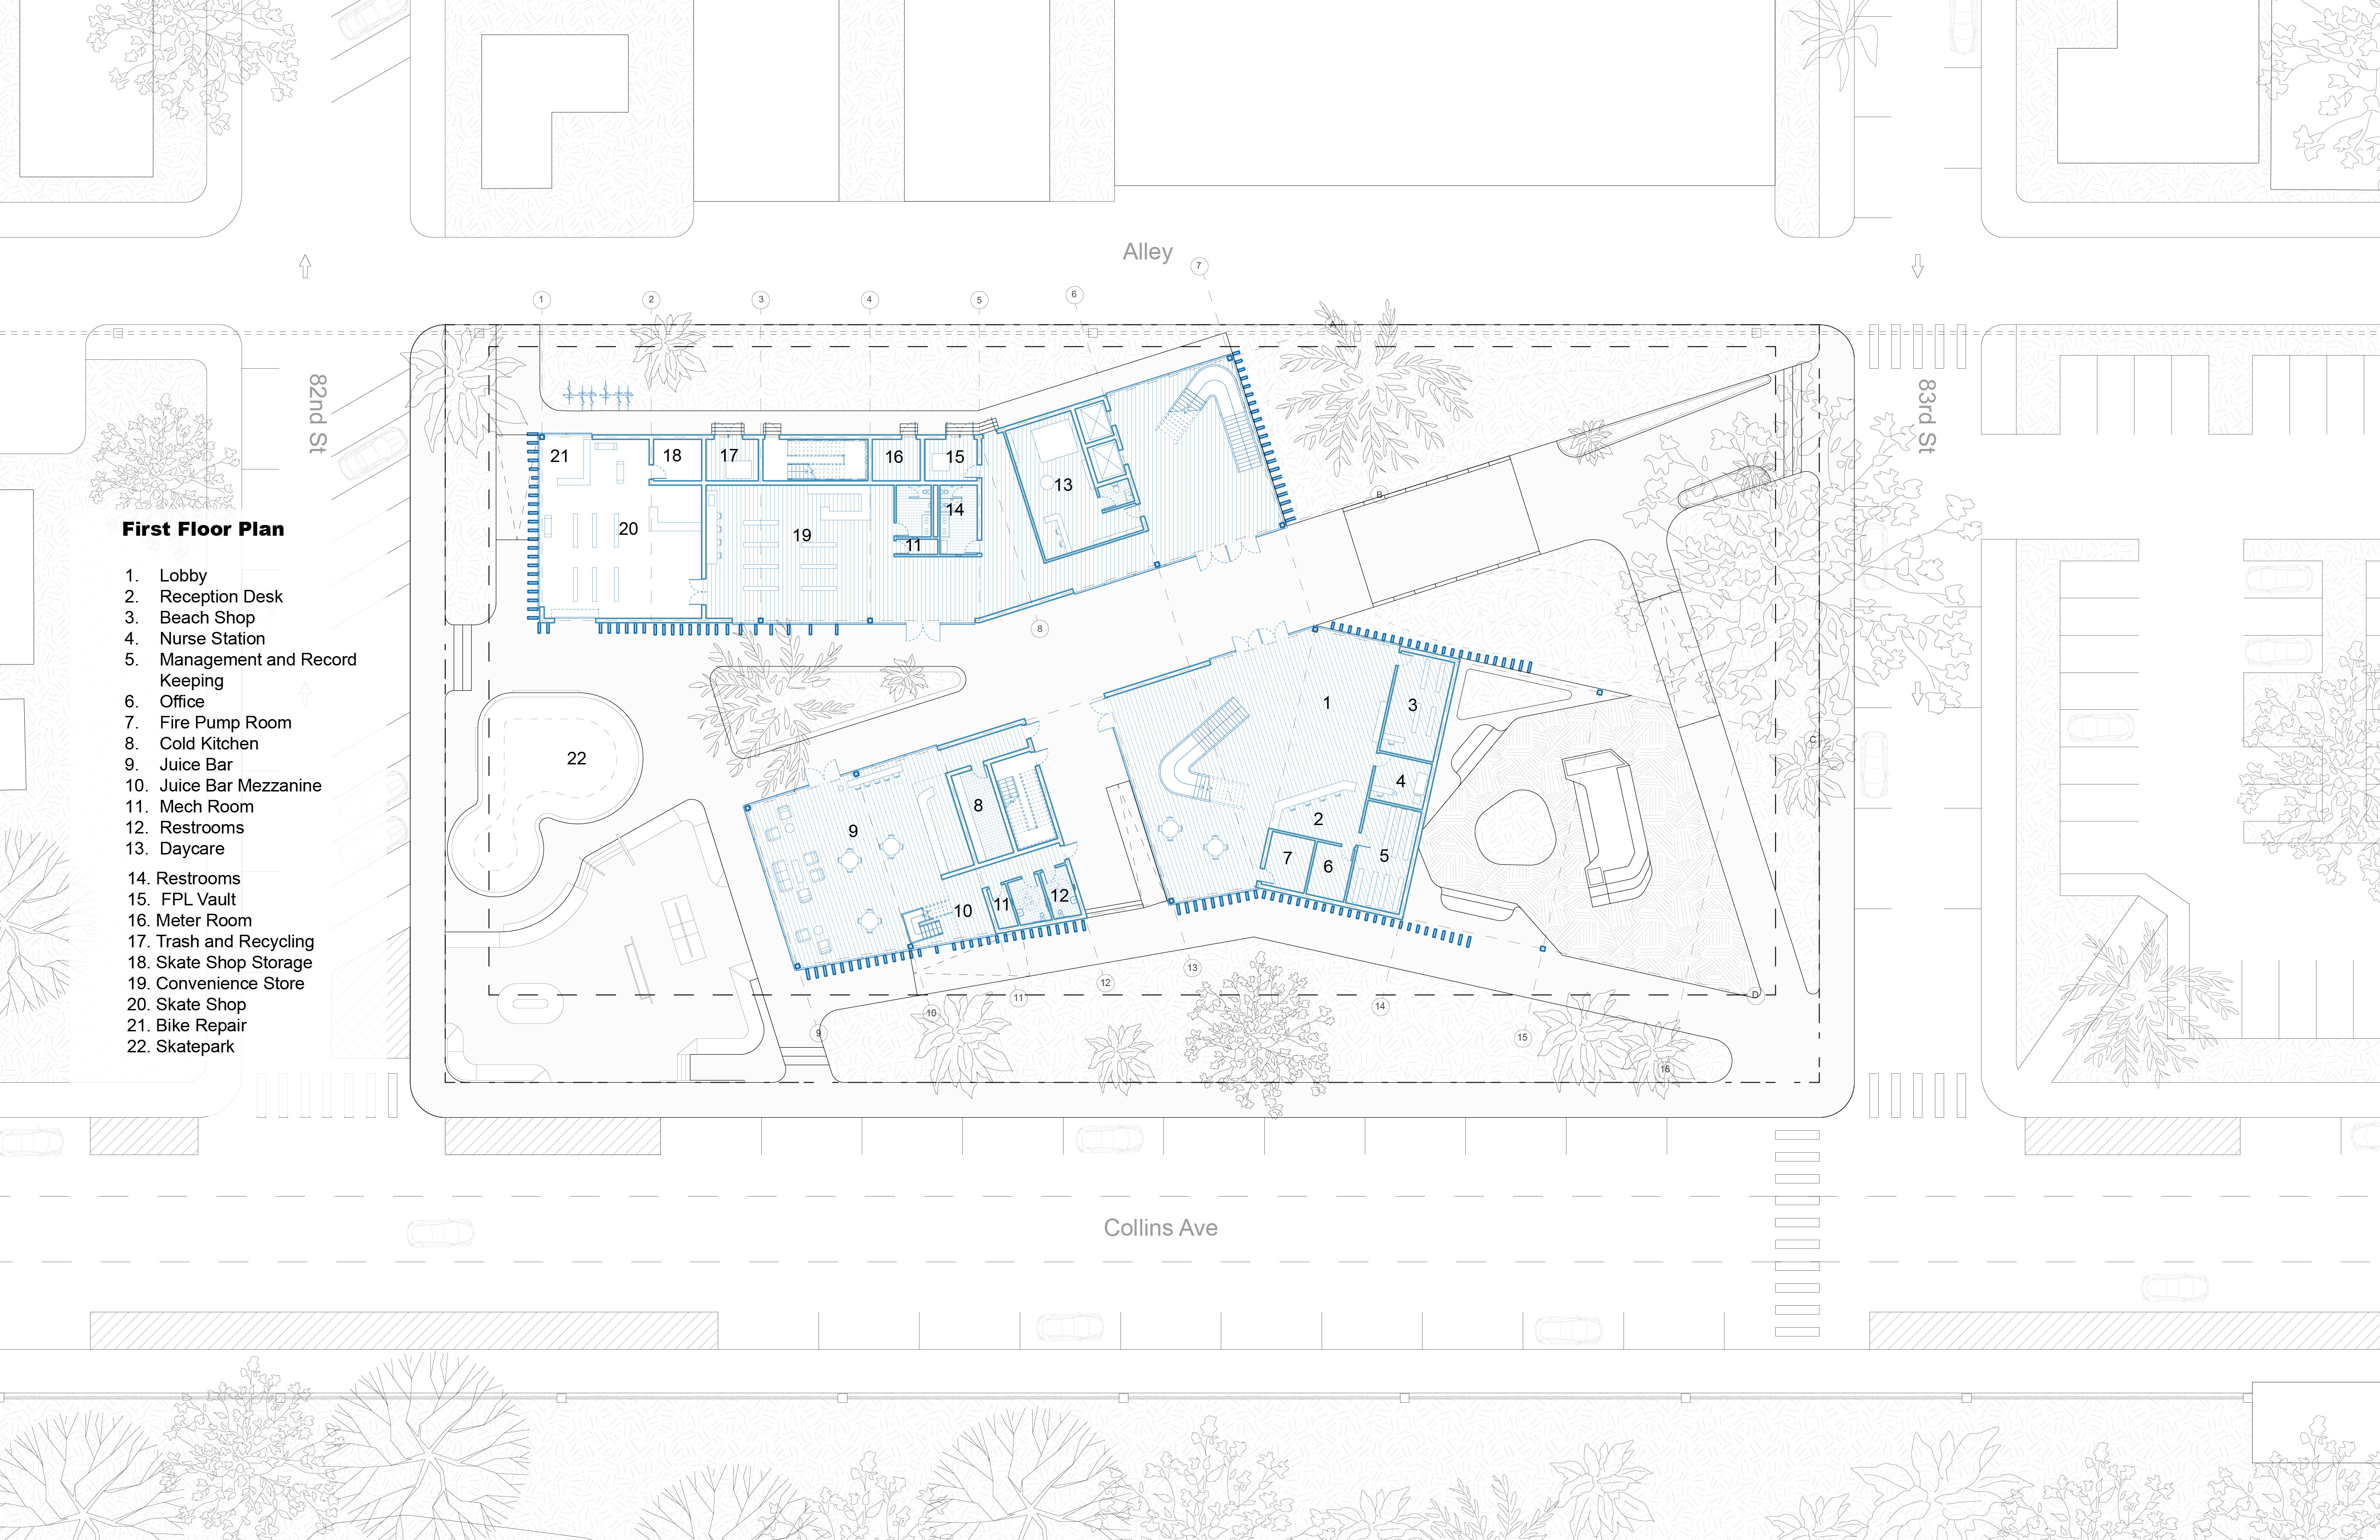 Alley
7
6
1
2
3
4
5
A
82nd St
83rd St
21
18
17
16
15
13
B
14
20
19
11
First Floor Plan
1. Lobby
2. Reception Desk
3. Beach Shop
4. Nurse Station
5. Management and Record
Keeping
6. Office
7. Fire Pump Room
8. Cold Kitchen
9. Juice Bar
10. Juice Bar Mezzanine
11. Mech Room
12. Restrooms
13. Daycare
14. Restrooms
15. FPL Vault
16. Meter Room
17. Trash and Recycling
18. Skate Shop Storage
19. Convenience Store
20. Skate Shop
21. Bike Repair
22. Skatepark
8
1
3
C
22
4
8
9
2
5
7
6
12
11
10
13
12
11
14
D
10
9
15
16
Collins Ave